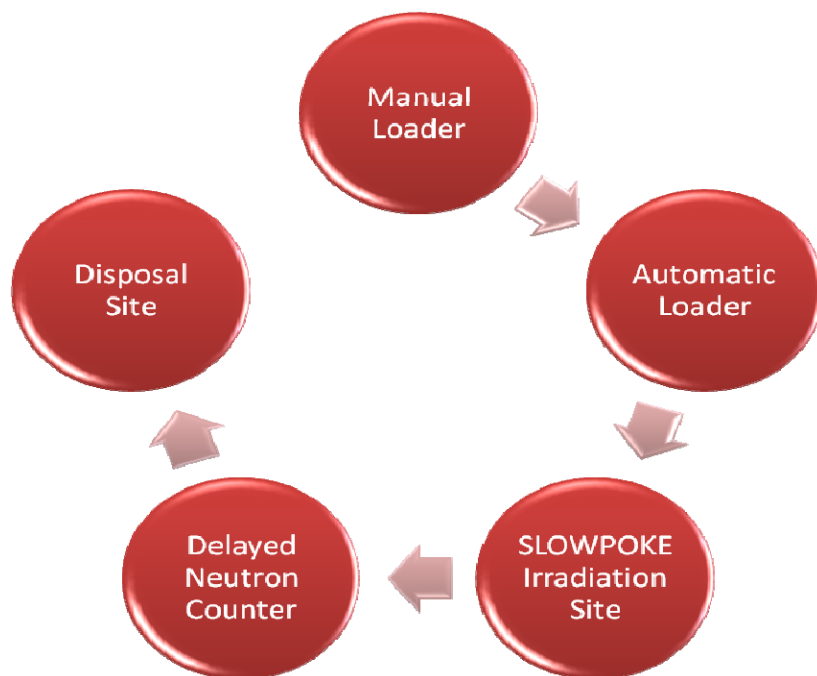 Manual
Loader
Automatic
Loader
SLOWPOKE
Irradiation
Site
Delayed
Neutron
Counter
Disposal
Site